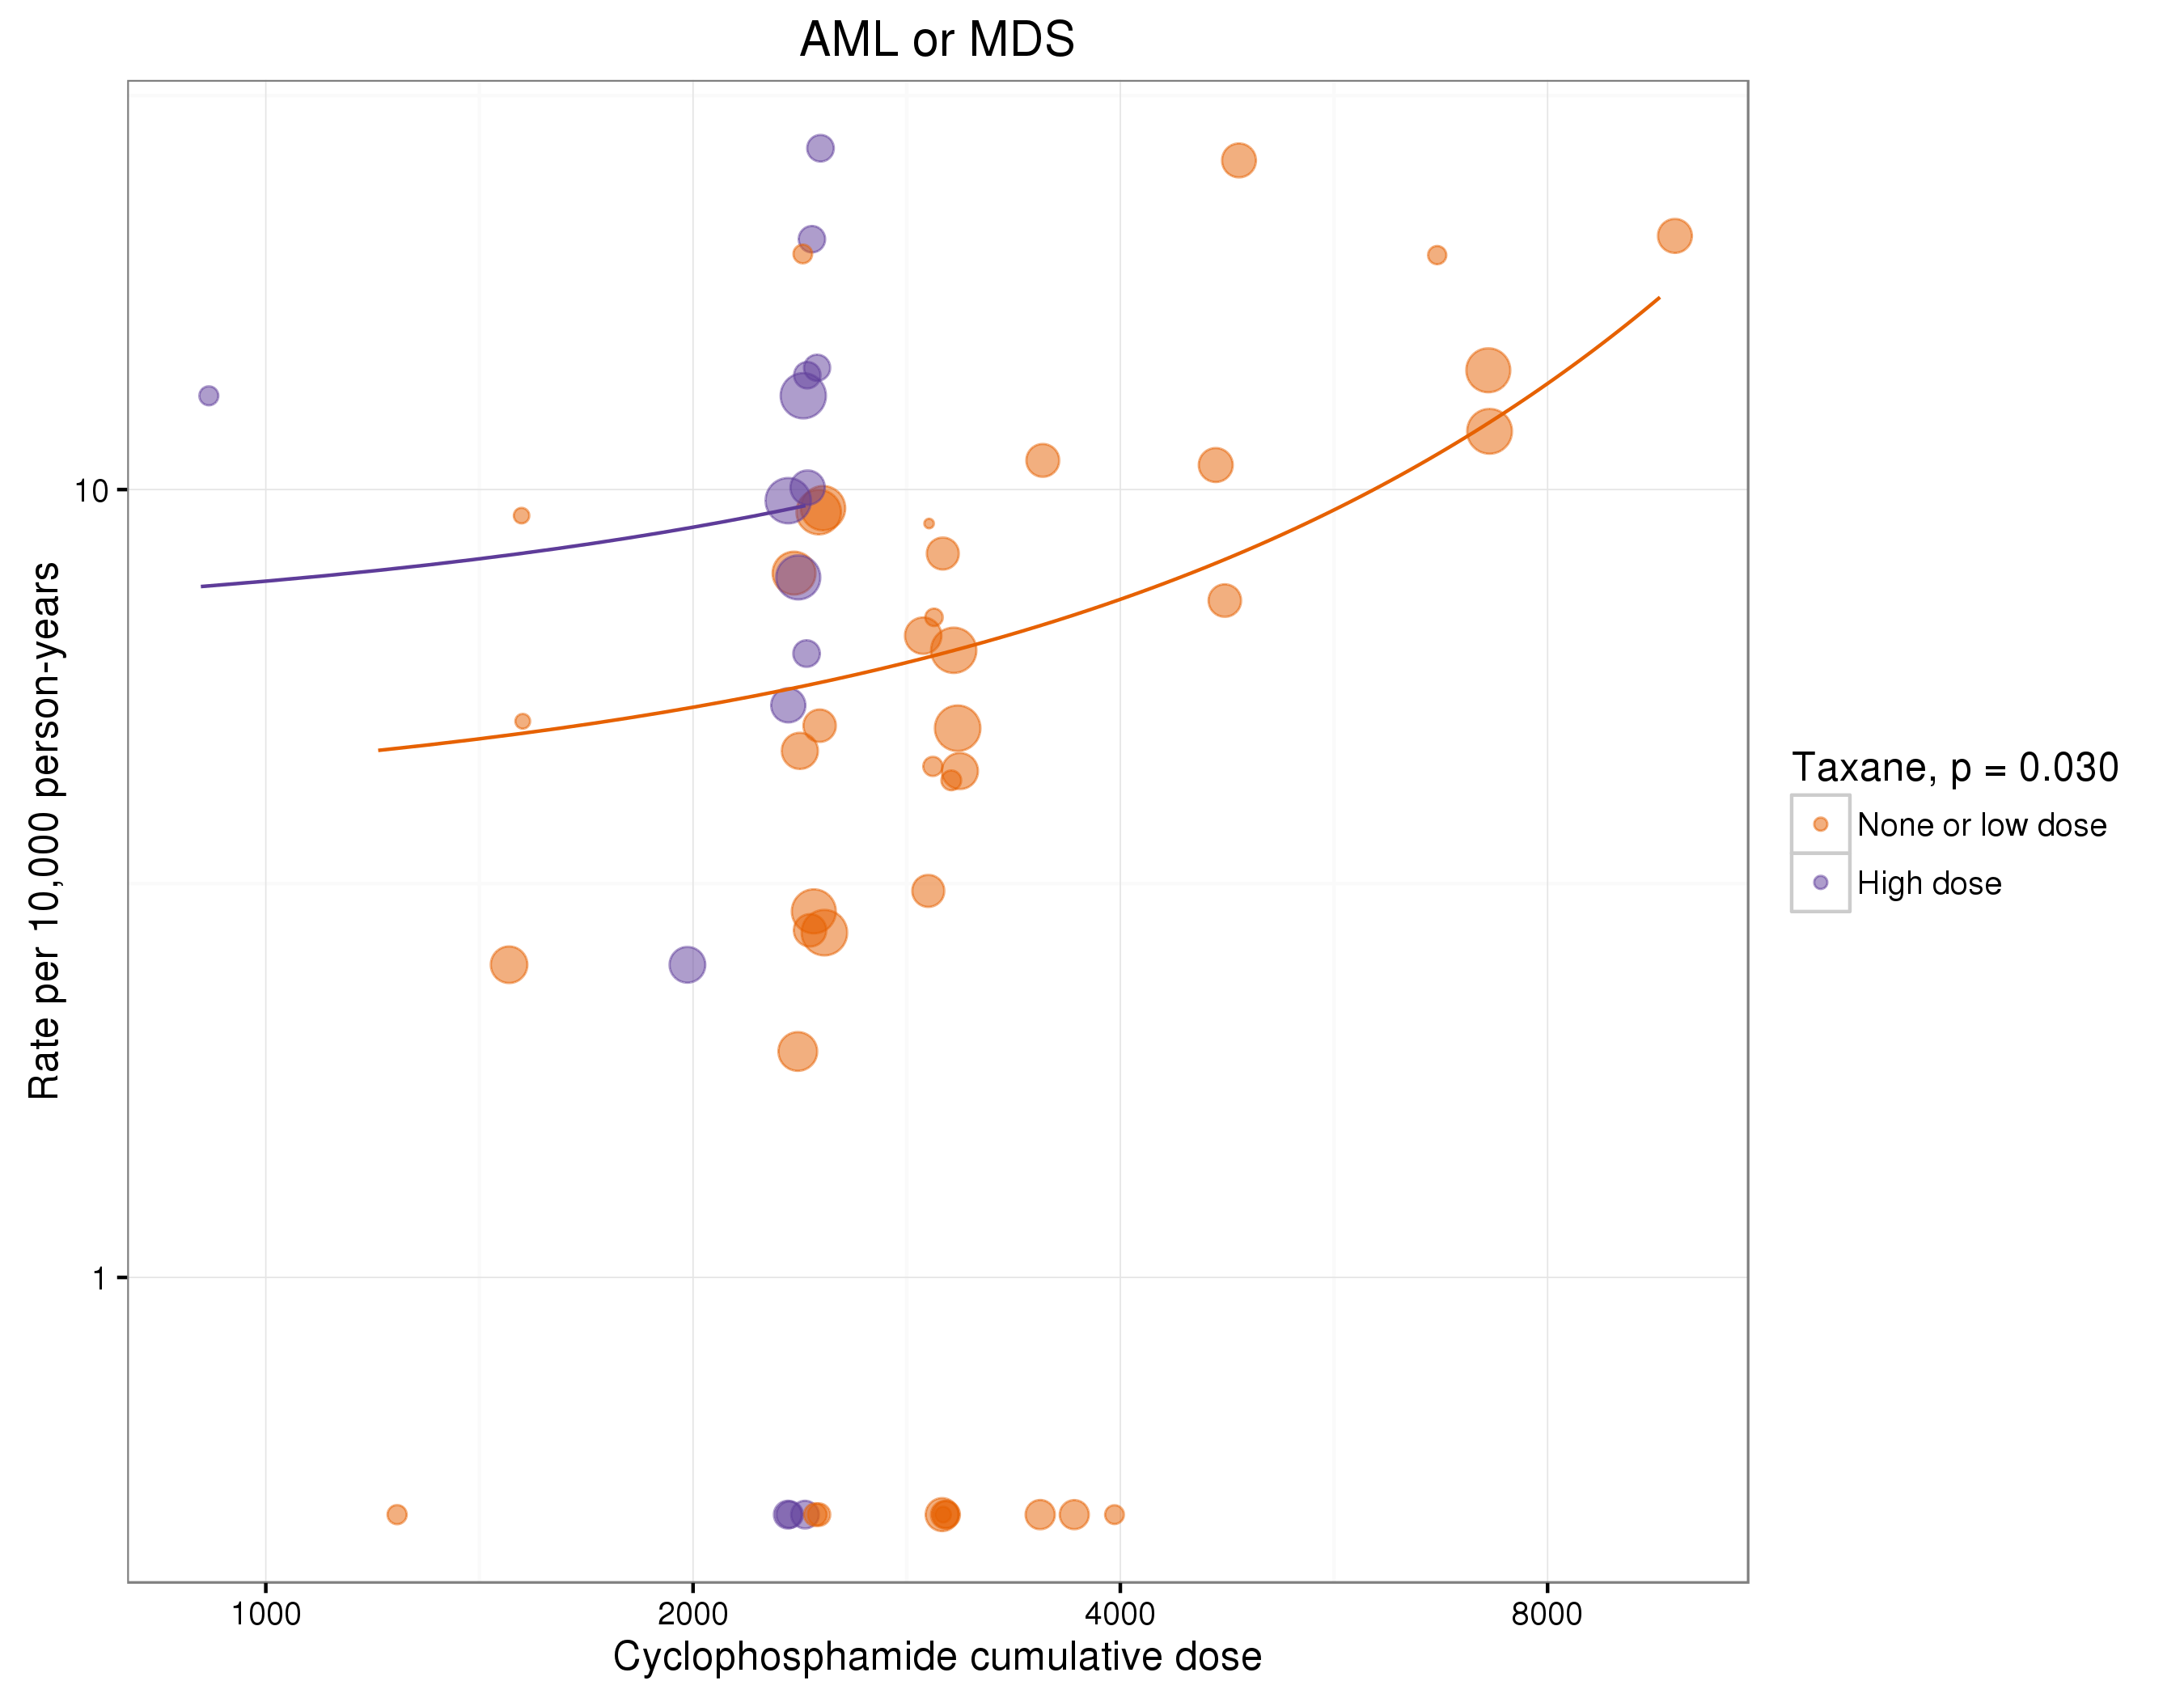 AML or MDS
Rate per 10,000 person-years
10
1
1000 2000 4000 8000
Cyclophosphamide cumulative dose
Taxane, p = 0.030
None or low dose
High dose